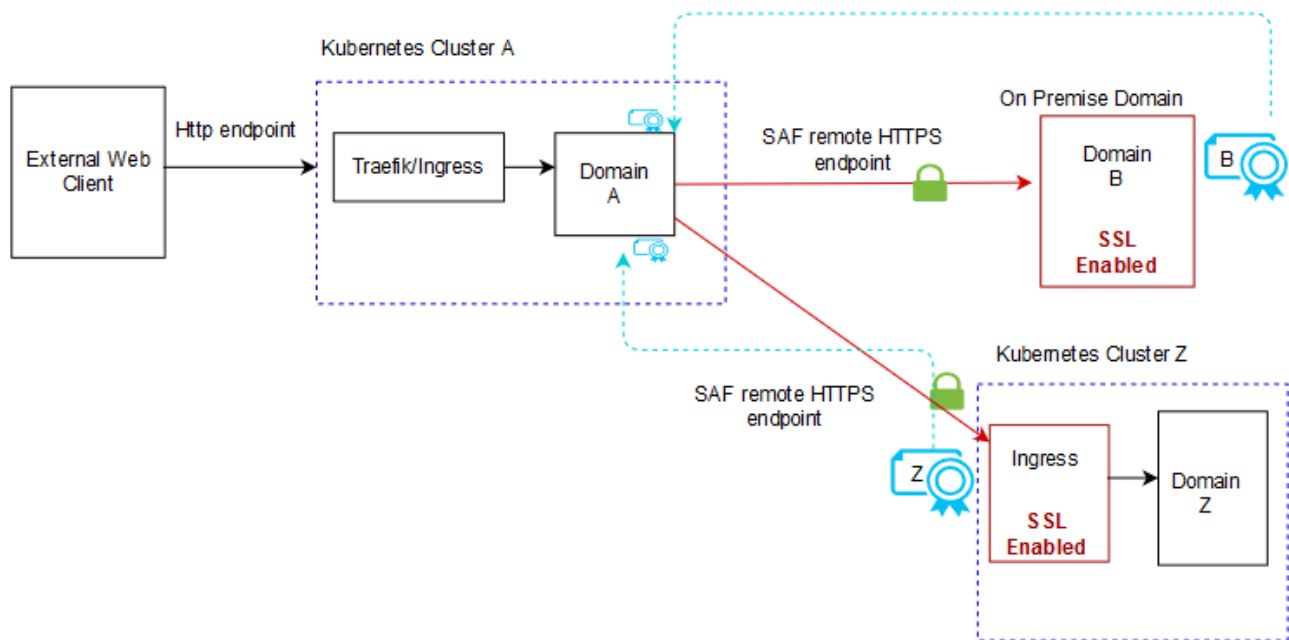 Kubernetes Cluster A
External Web
Client
Http endpoint
Traefik/Ingress
Domain
A
SAF remote HTTPS
endpoint
On Premise Domain
Domain
B
SSL
Enabled
B
SAF remote HTTPS
endpoint
Z
Kubernetes Cluster Z
Ingress
SSL
Enabled
Domain
Z